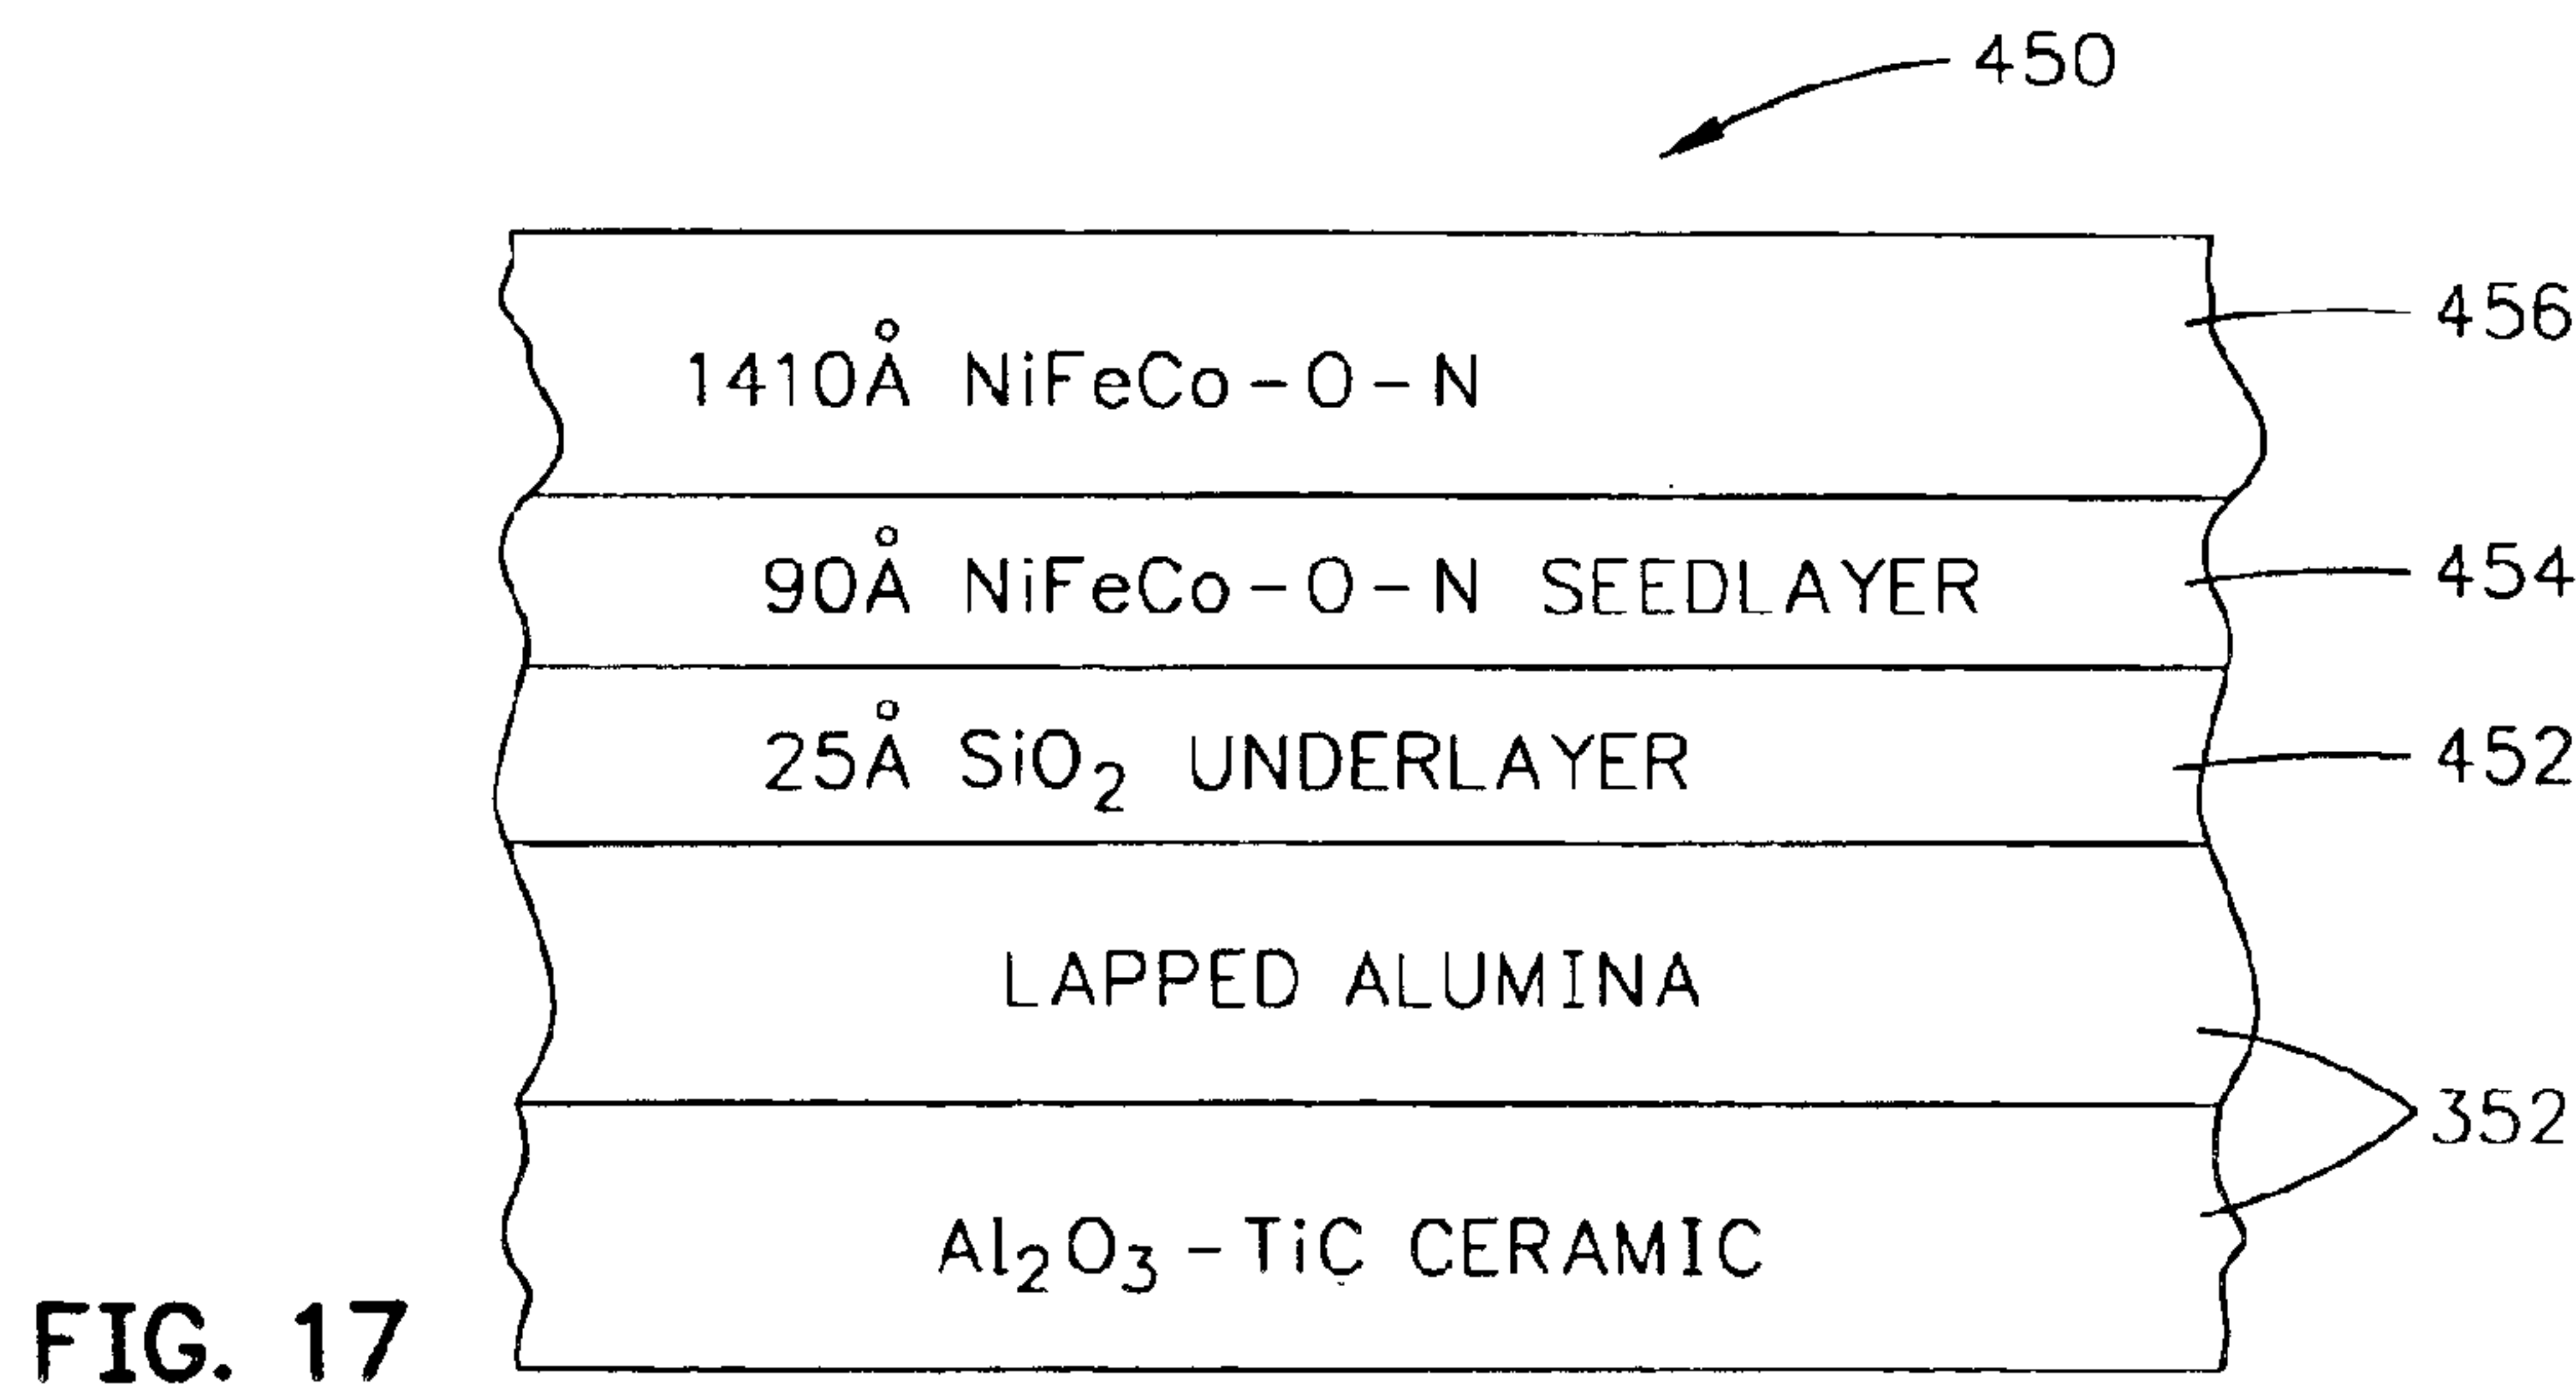 450
1410Å NiFeCo-O-N
456
90Å NiFeCo-O-N SEEDLAYER
454
25Å SiO₂ UNDERLAYER
452
LAPPED ALUMINA
352
Al₂O₃-TiC CERAMIC
FIG. 17